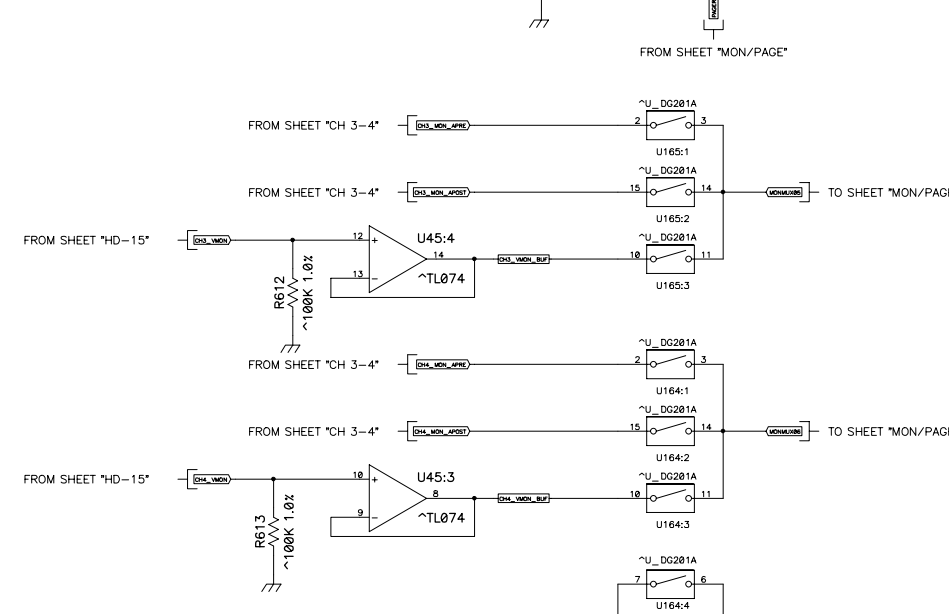 FROM SHEET "MON/PAGE"
^U_DG201A
FROM SHEET "CH 3-4" CH3_MON_APRE 2 3
U165:1
^U_DG201A
FROM SHEET "CH 3-4" CH3_MON_APOST 15 14 MONMUX05 TO SHEET "MON/PAGE
U165:2
^U_DG201A
FROM SHEET "HD-15" CH3_VMON 12 + U45:4
14 CH3_VMON_BUF 10 11
13 - ^TL074
U165:3
R612
^100K 1.0%
^U_DG201A
FROM SHEET "CH 3-4" CH4_MON_APRE 2 3
U164:1
^U_DG201A
FROM SHEET "CH 3-4" CH4_MON_APOST 15 14 MONMUX06 TO SHEET "MON/PAGE
U164:2
^U_DG201A
FROM SHEET "HD-15" CH4_VMON 10 + U45:3
8 CH4_VMON_BUF 10 11
9 - ^TL074
U164:3
R613
^100K 1.0%
^U_DG201A
7 6
U164:4